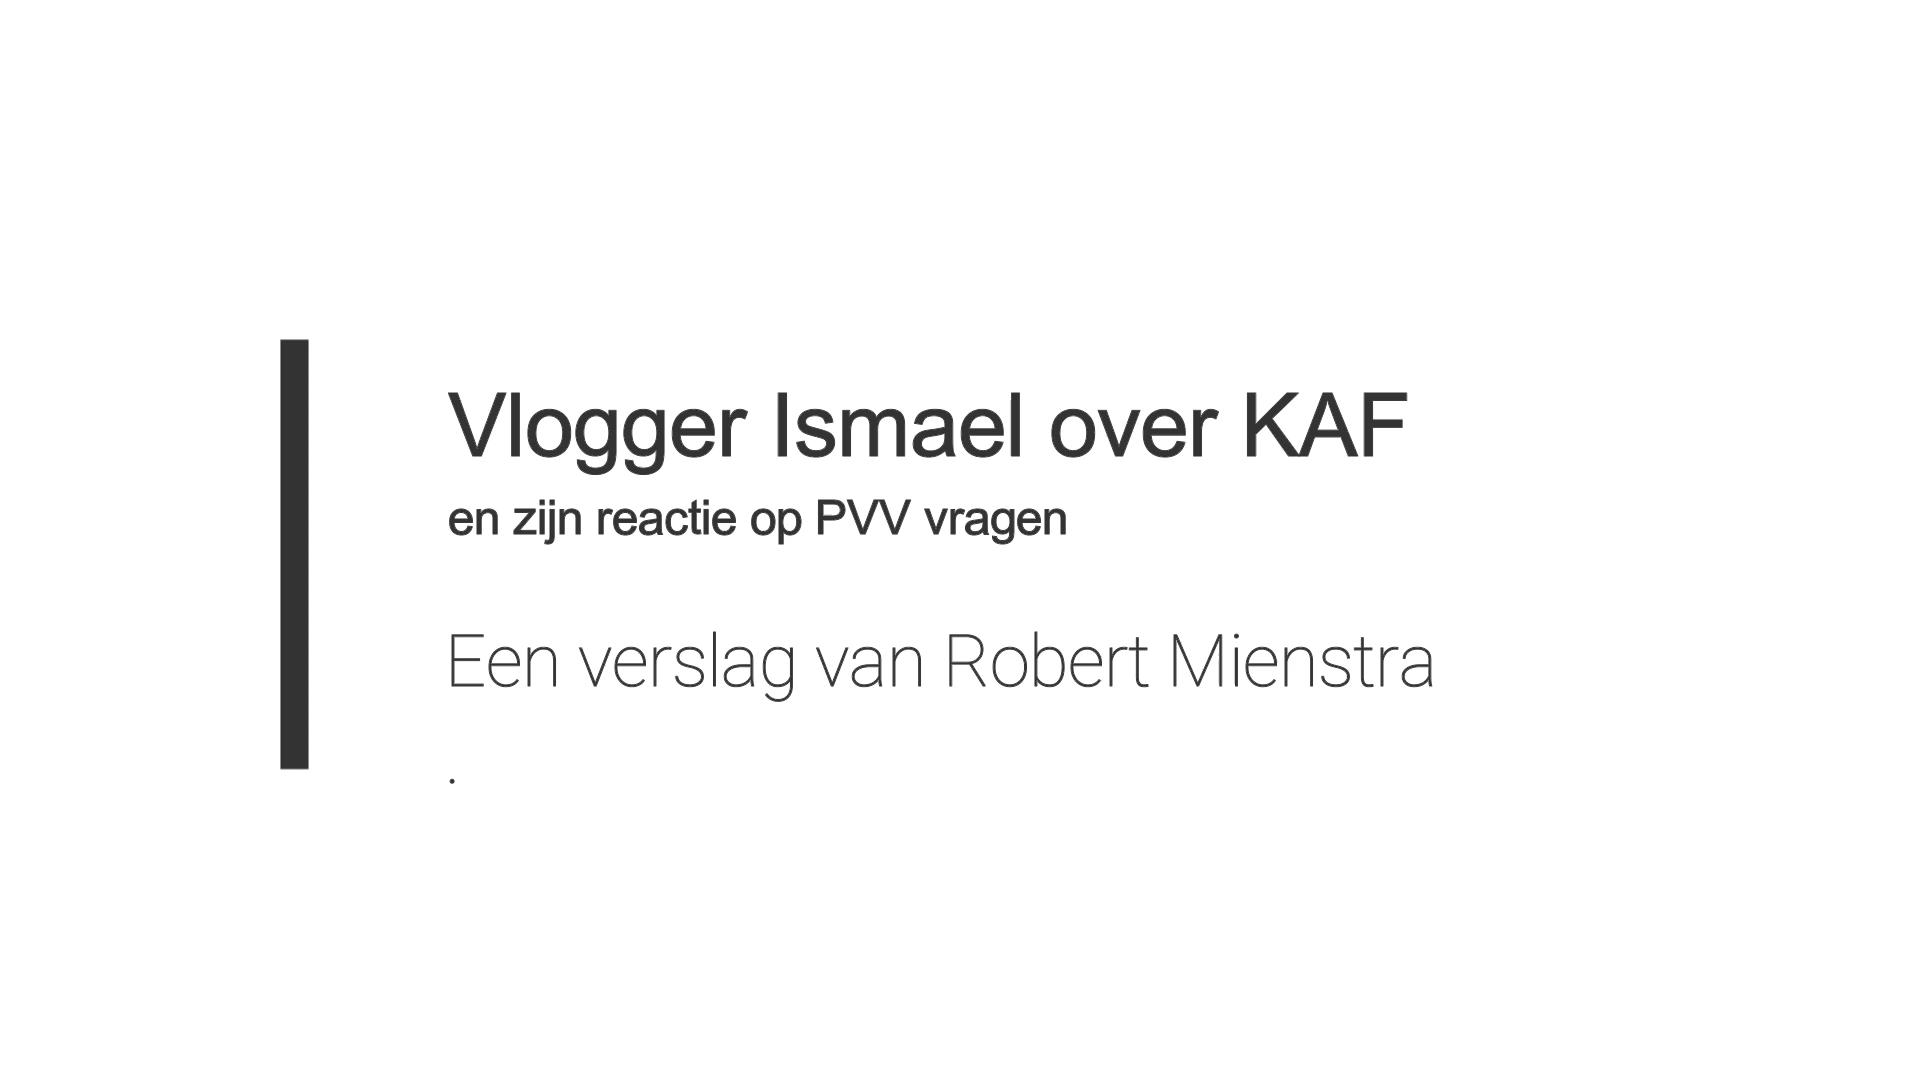 Vlogger Ismael over KAF
en zijn reactie op PVV vragen
Een verslag van Robert Mienstra
.